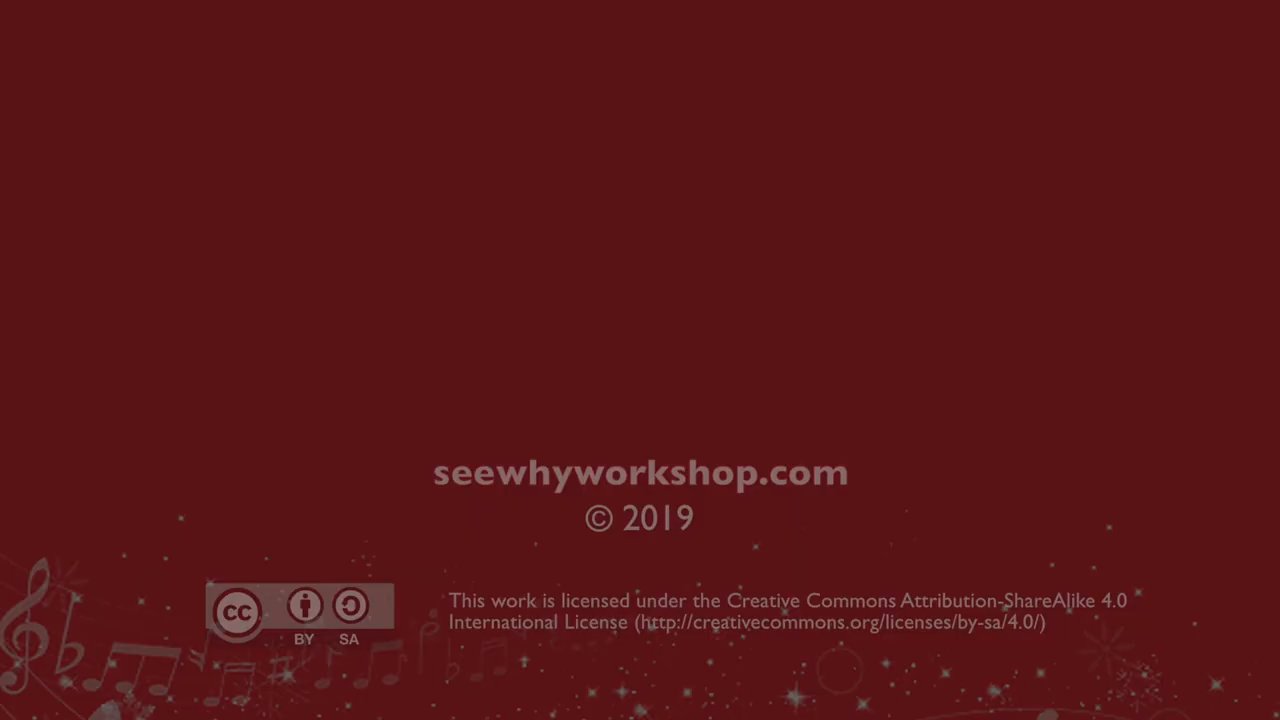 seewhyworkshop.com
© 2019
cc
BY SA
This work is licensed under the Creative Commons Attribution-ShareAlike 4.0
International License (http://creativecommons.org/licenses/by-sa/4.0/)